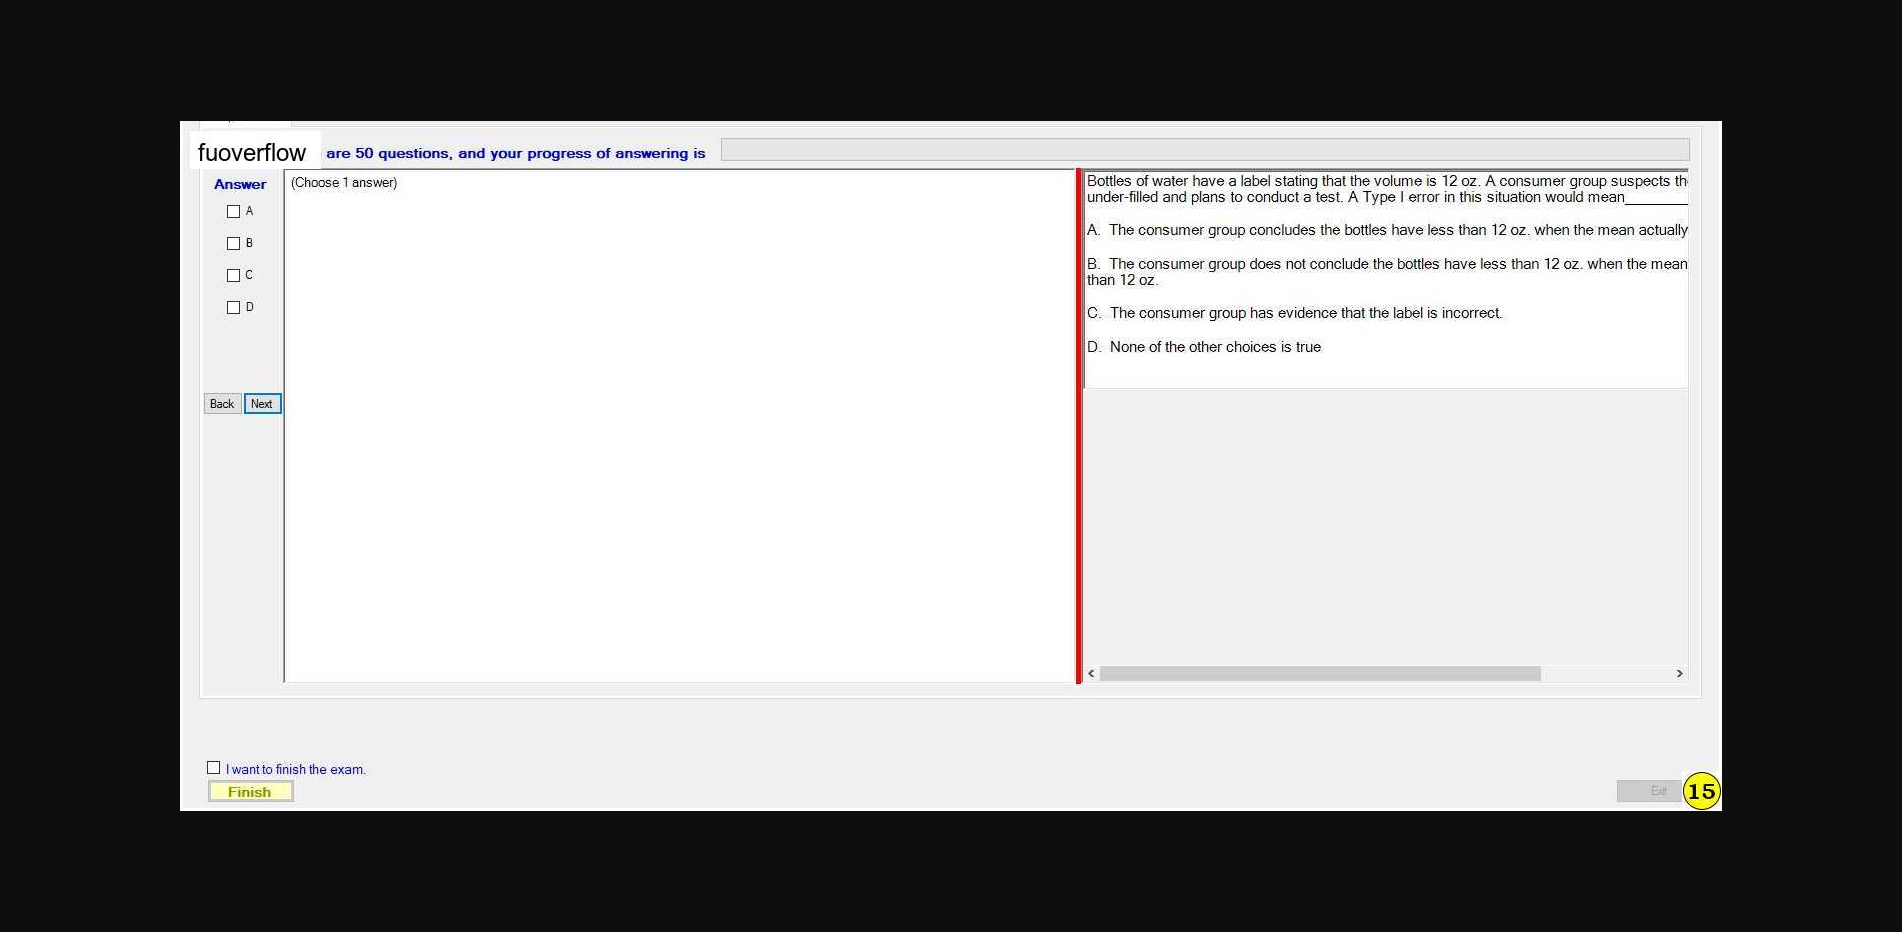 fuoverflow are 50 questions, and your progress of answering is
Answer
(Choose 1 answer)
A
B
C
D
Back Next
Bottles of water have a label stating that the volume is 12 oz. A consumer group suspects
under-filled and plans to conduct a test. A Type I error in this situation would mean________
A. The consumer group concludes the bottles have less than 12 oz. when the mean actually
B. The consumer group does not conclude the bottles have less than 12 oz. when the mean
than 12 oz.
C. The consumer group has evidence that the label is incorrect.
D. None of the other choices is true
I want to finish the exam.
Finish
Exit
15